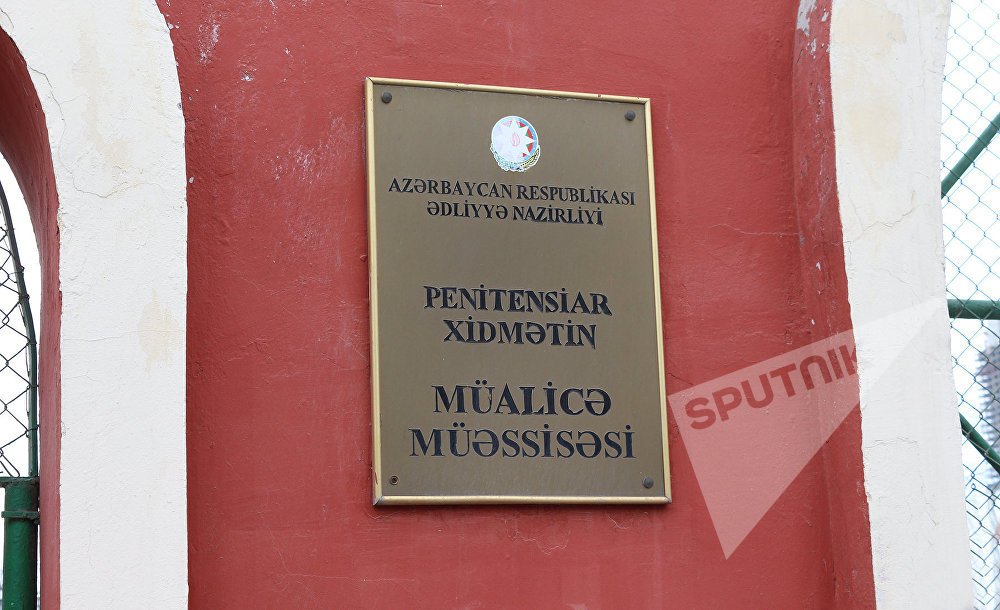 AZƏRBAYCAN RESPUBLİKASI
ƏDLİYYƏ NAZİRLİYİ
PENİTENSİAR
XİDMƏTİN
MÜALİCƏ
MÜƏSSİSƏSİ
SPUTNIK